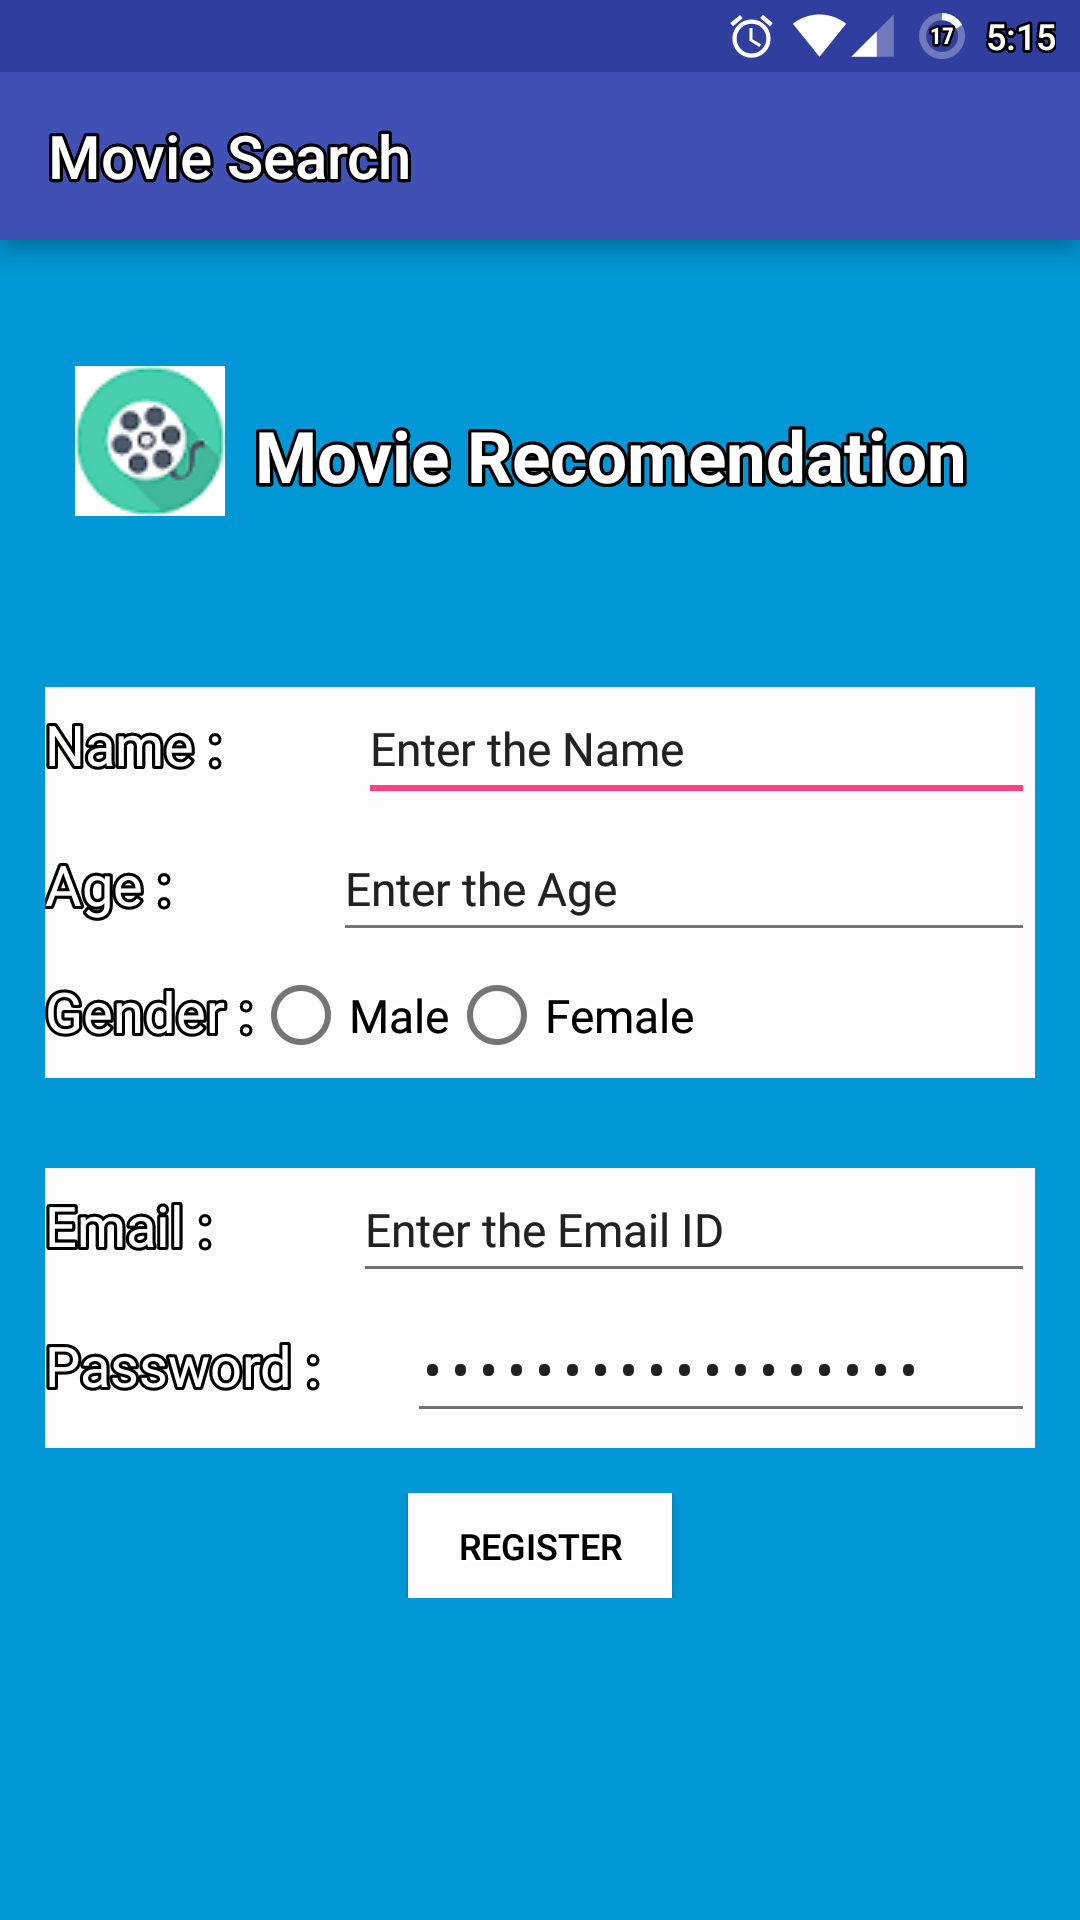 17 5:15
Movie Search
Movie Recomendation
Name : Enter the Name
Age : Enter the Age
Gender : Male Female
Email : Enter the Email ID
Password : ••••••••••••••••••
REGISTER